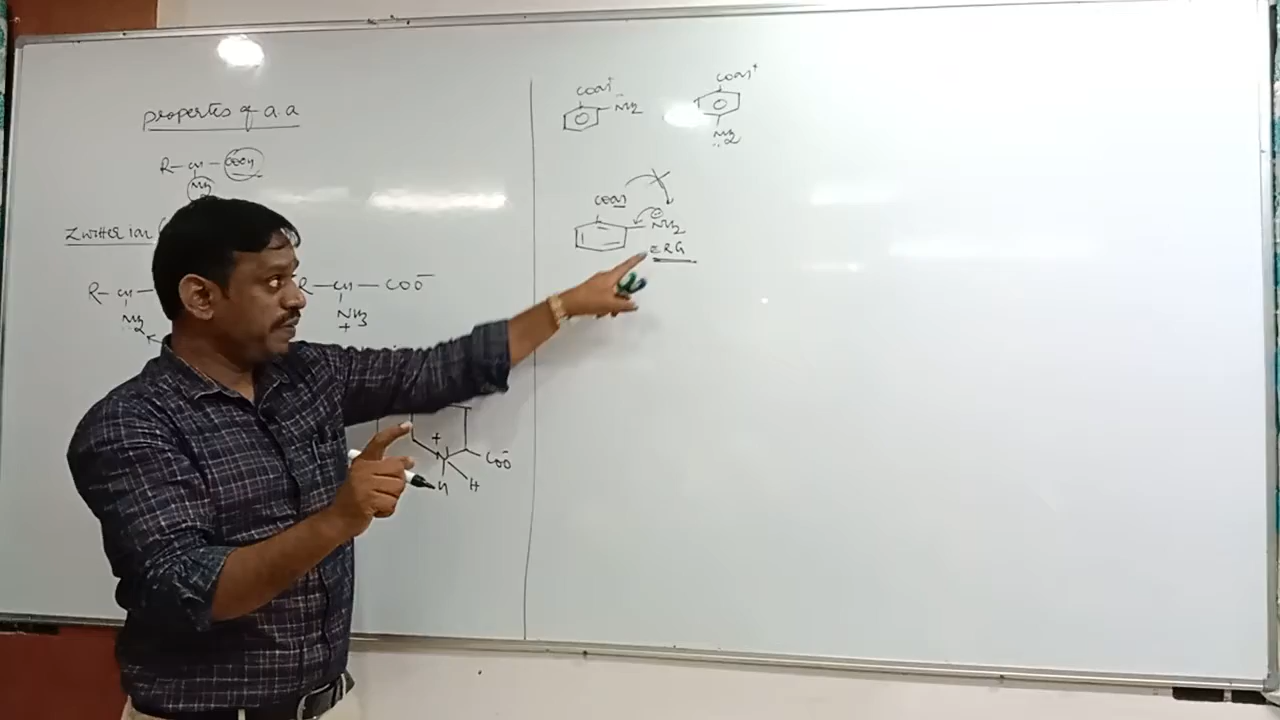 properties of a.a
R-CH-COOH
NH2
Zwitter ion
R-CH-
NH2
R-CH-COO-
NH3
+
+
N
COO-
H H
COOH
NH2
COOH
NH2
COOH
NH2
ERG